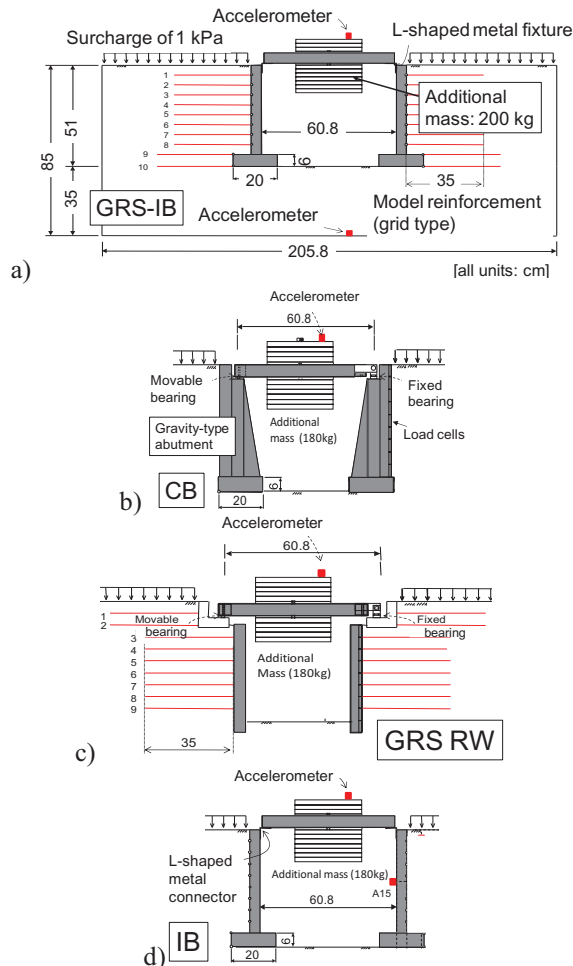 Accelerometer
Surcharge of 1 kPa
L-shaped metal fixture
1
2
3
4
5
6
7
8
9
10
Additional
mass: 200 kg
60.8
51
85
35
6
20
35
GRS-IB
Accelerometer
Model reinforcement
(grid type)
205.8
a)
[all units: cm]
Accelerometer
60.8
Movable
bearing
Fixed
bearing
Gravity-type
abutment
Additional
mass (180kg)
Load cells
CB
6
20
b)
Accelerometer
60.8
1
2
3
4
5
6
7
8
9
Movable
bearing
Fixed
bearing
Additional
Mass (180kg)
35
GRS RW
c)
Accelerometer
L-shaped
metal
connector
Additional mass (180kg)
A15
60.8
IB
6
20
d)